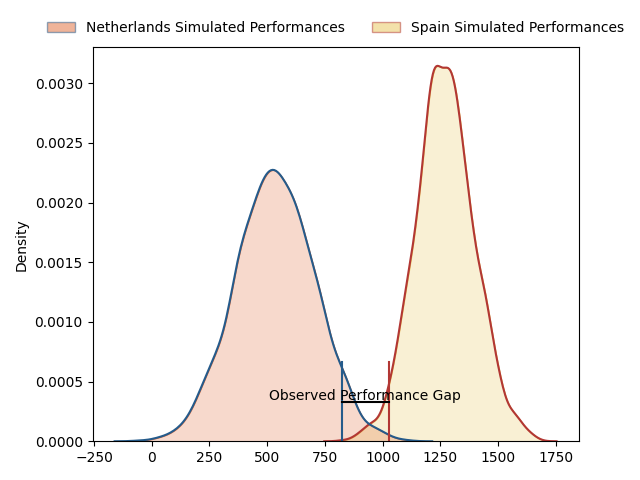 Netherlands Simulated Performances
Spain Simulated Performances
Density
0.0030
0.0025
0.0020
0.0015
0.0010
0.0005
0.0000
Observed Performance Gap
−250 0 250 500 750 1000 1250 1500 1750